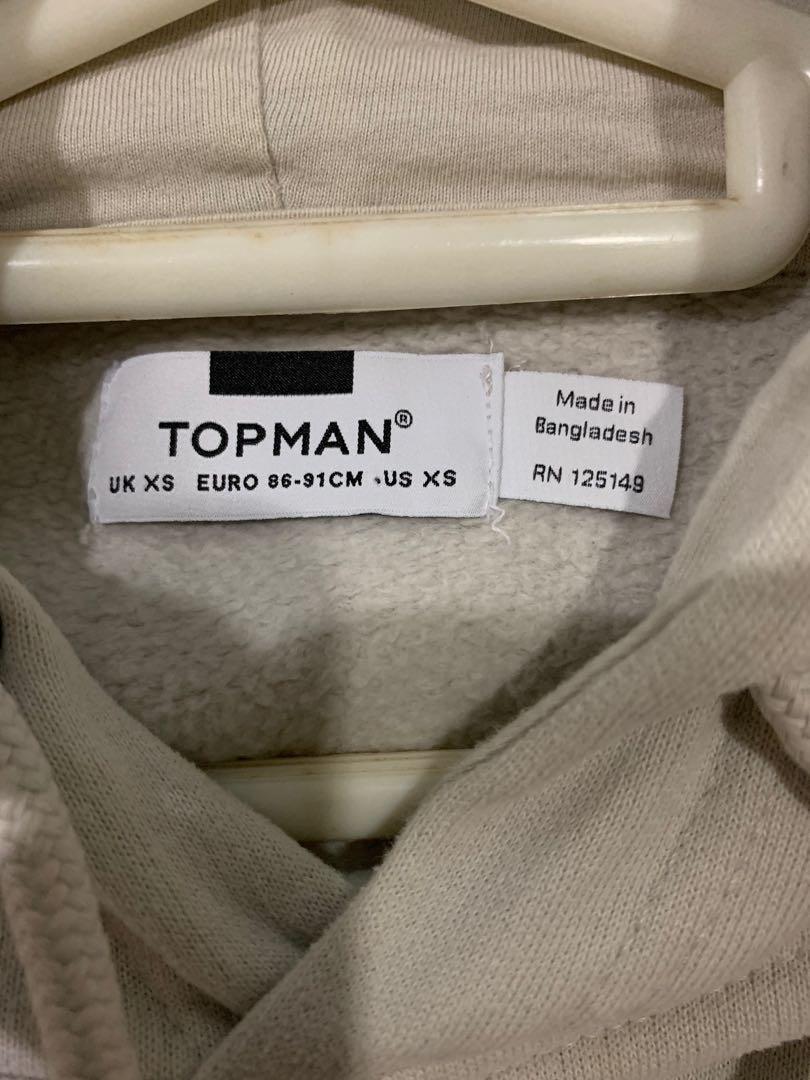 TOPMAN®
UK XS EURO 86-91CM US XS
Made in
Bangladesh
RN 125149